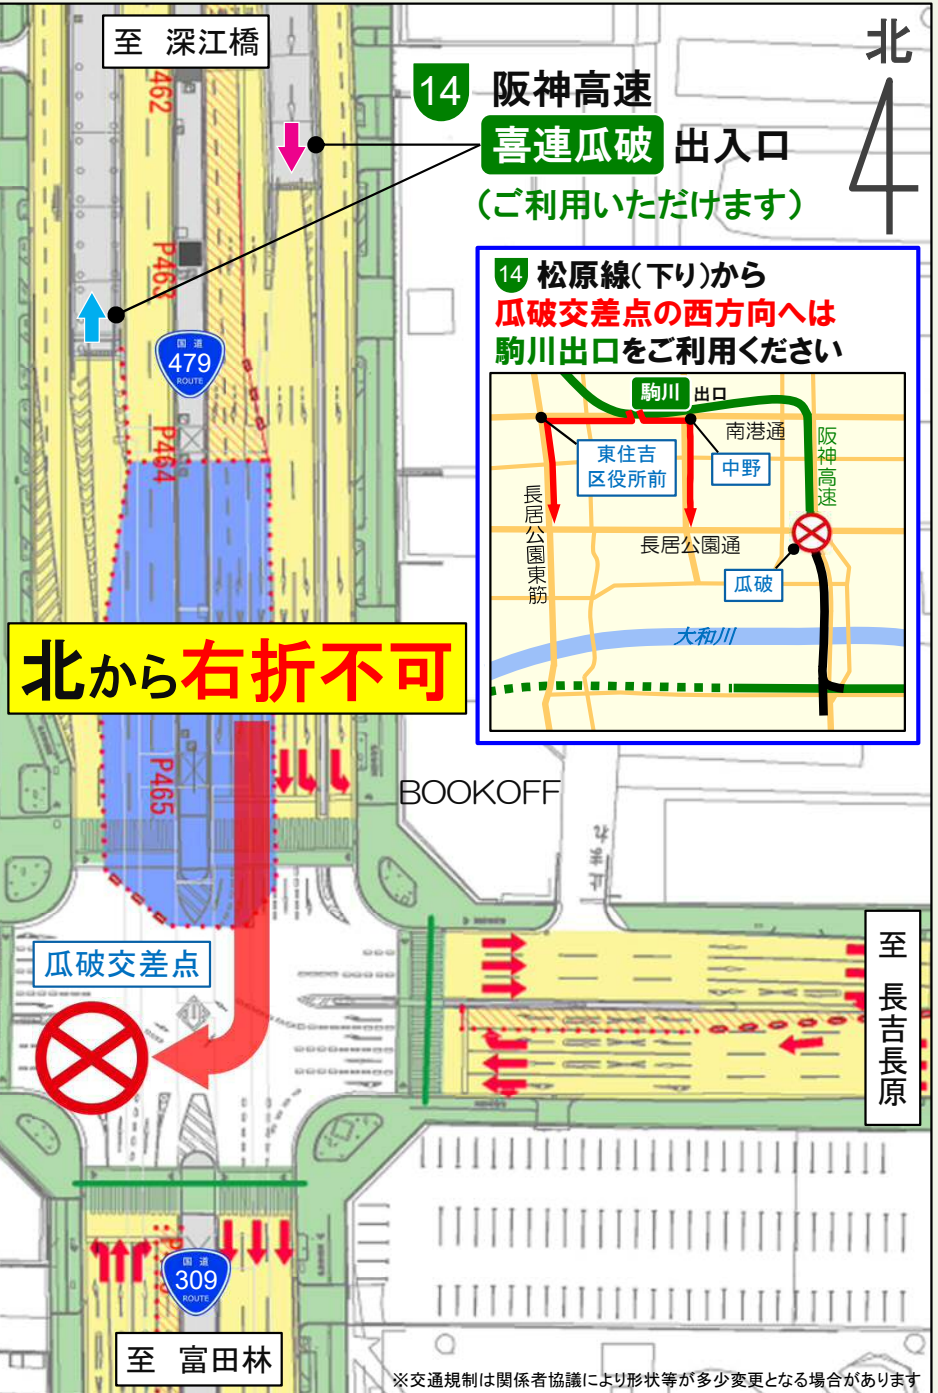 至 深江橋
北
14 阪神高速
喜連瓜破 出入口
(ご利用いただけます)
P462
P463
国道
479
ROUTE
P464
14 松原線(下り)から
瓜破交差点の西方向へは
駒川出口をご利用ください
駒川 出口
南港通
阪神高速
東住吉
区役所前
中野
長居公園東筋
長居公園通
瓜破
大和川
北から右折不可
P465
BOOKOFF
瓜破交差点
至 長吉長原
国道
309
ROUTE
至 富田林
※交通規制は関係者協議により形状等が多少変更となる場合があります